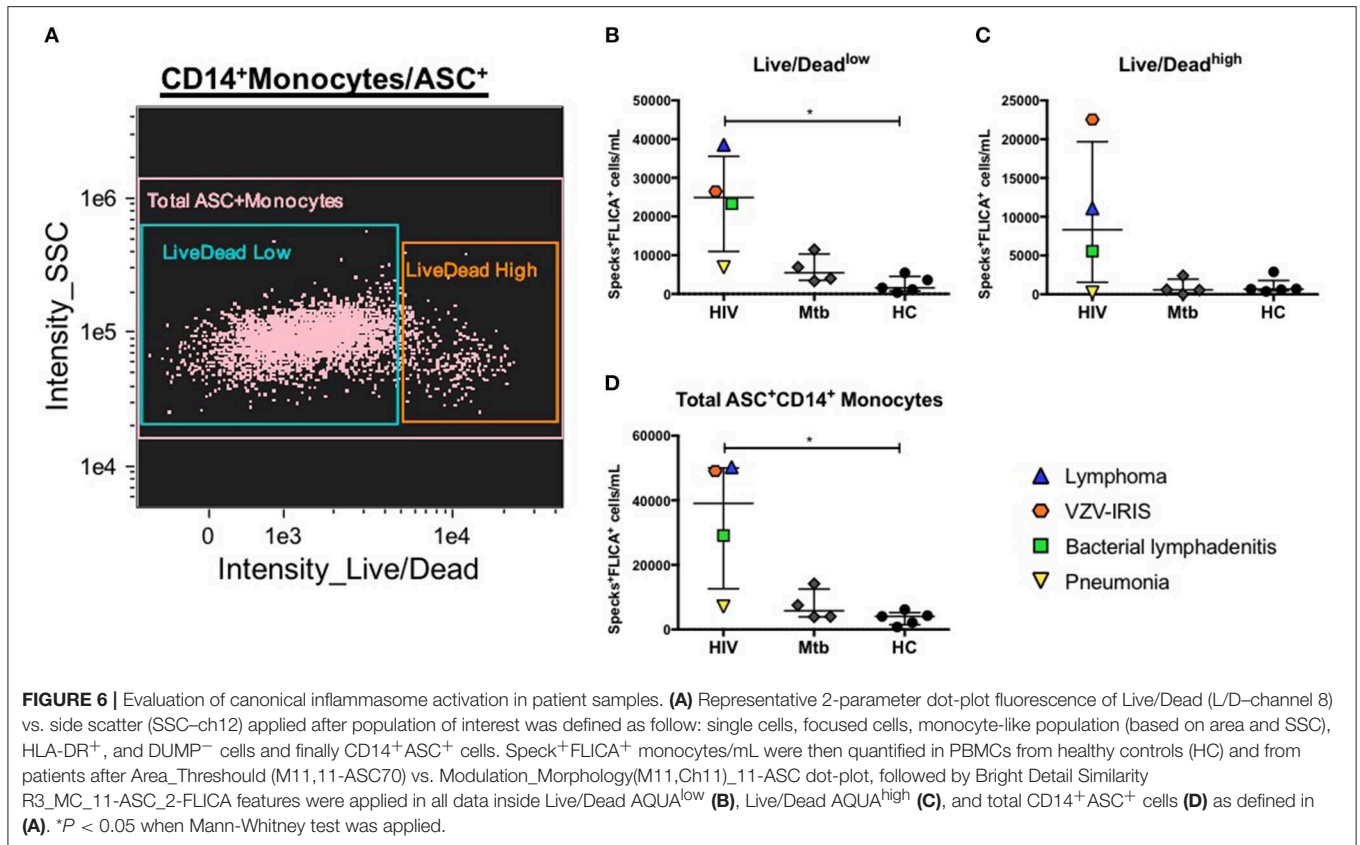 A
CD14⁺Monocytes/ASC⁺
Intensity_SSC
1e6
1e5
1e4
Total ASC+Monocytes
LiveDead Low
LiveDead High
0
1e3
1e4
Intensity_Live/Dead
B
Live/Deadˡᵒʷ
Specks⁺FLICA⁺ cells/mL
50000
40000
30000
20000
10000
0
*
HIV
Mtb
HC
C
Live/Deadʰⁱᵍʰ
Specks⁺FLICA⁺ cells/mL
25000
20000
15000
10000
5000
0
HIV
Mtb
HC
D
Total ASC⁺CD14⁺ Monocytes
Specks⁺FLICA⁺ cells/mL
60000
40000
20000
0
*
HIV
Mtb
HC
Lymphoma
VZV-IRIS
Bacterial lymphadenitis
Pneumonia
FIGURE 6 | Evaluation of canonical inflammasome activation in patient samples. (A) Representative 2-parameter dot-plot fluorescence of Live/Dead (L/D–channel 8)
vs. side scatter (SSC–ch12) applied after population of interest was defined as follow: single cells, focused cells, monocyte-like population (based on area and SSC),
HLA-DR⁺, and DUMP⁻ cells and finally CD14⁺ASC⁺ cells. Speck⁺FLICA⁺ monocytes/mL were then quantified in PBMCs from healthy controls (HC) and from
patients after Area_Threshould (M11,11-ASC70) vs. Modulation_Morphology(M11,Ch11)_11-ASC dot-plot, followed by Bright Detail Similarity
R3_MC_11-ASC_2-FLICA features were applied in all data inside Live/Dead AQUAˡᵒʷ (B), Live/Dead AQUAʰⁱᵍʰ (C), and total CD14⁺ASC⁺ cells (D) as defined in
(A). *P < 0.05 when Mann-Whitney test was applied.